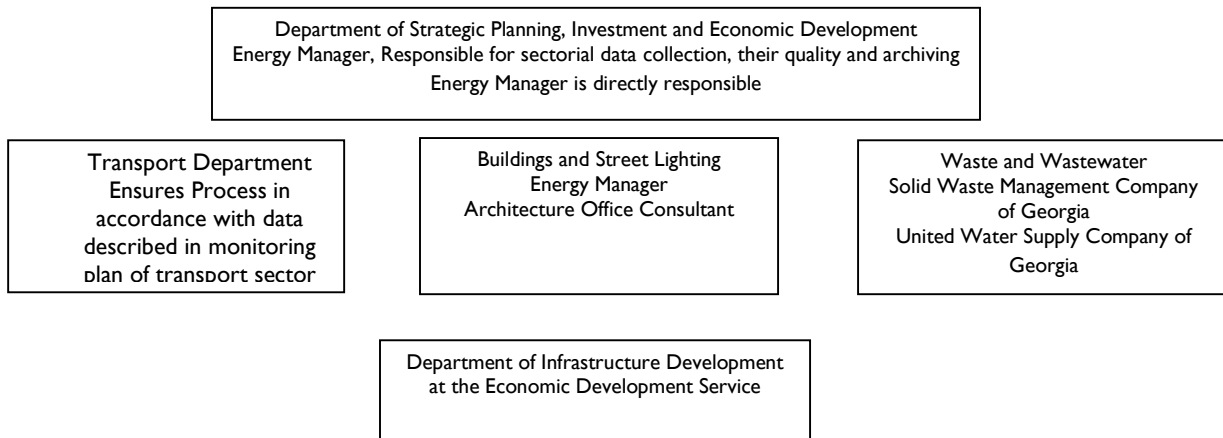 Department of Strategic Planning, Investment and Economic Development
Energy Manager, Responsible for sectorial data collection, their quality and archiving
Energy Manager is directly responsible
Transport Department
Ensures Process in
accordance with data
described in monitoring
plan of transport sector
Buildings and Street Lighting
Energy Manager
Architecture Office Consultant
Waste and Wastewater
Solid Waste Management Company
of Georgia
United Water Supply Company of
Georgia
Department of Infrastructure Development
at the Economic Development Service